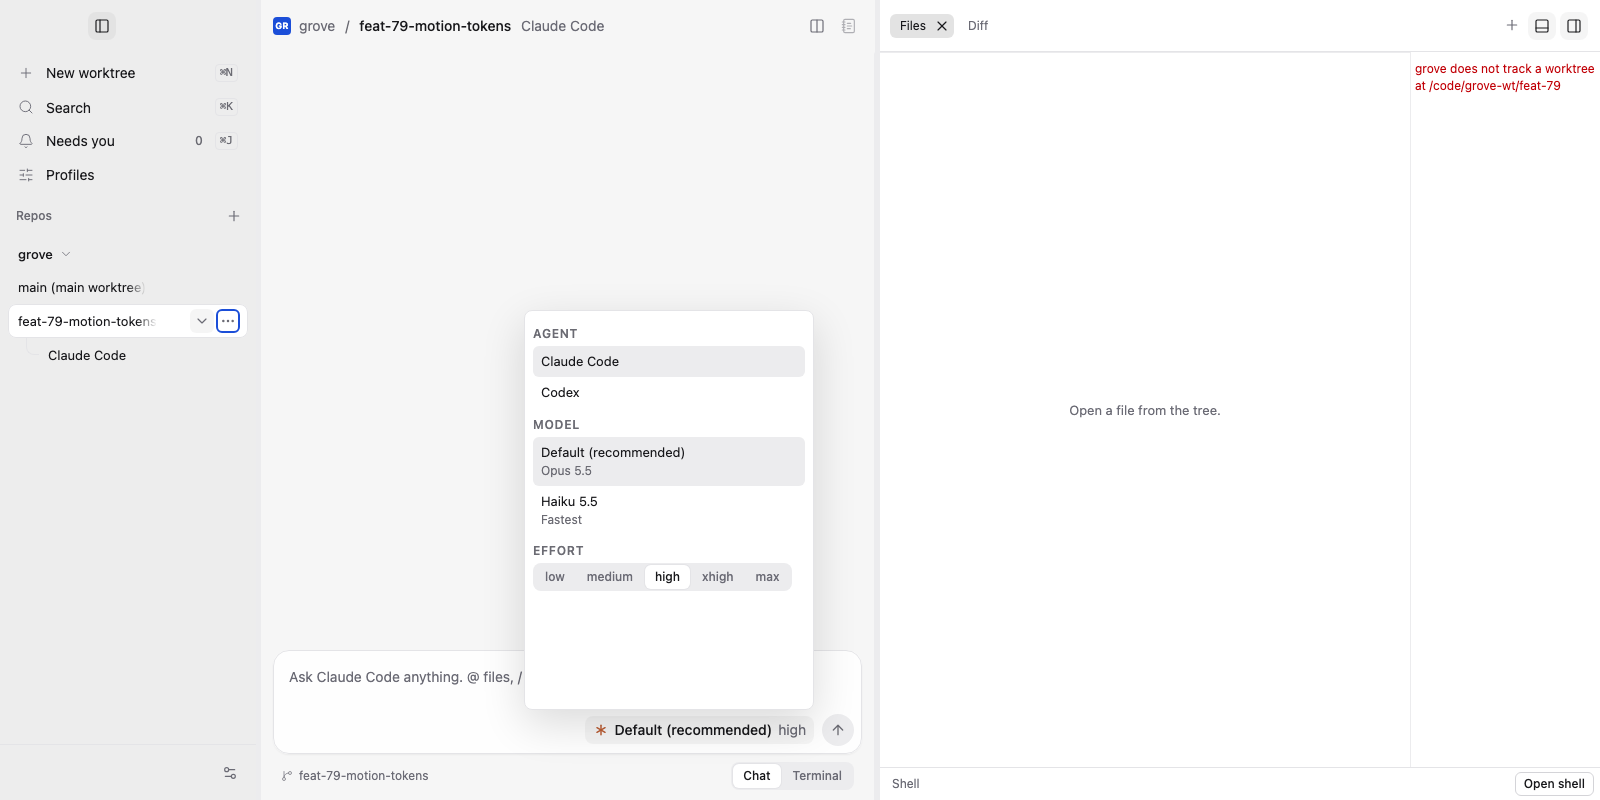 New worktree ⌘N
Search ⌘K
Needs you 0 ⌘J
Profiles
Repos
grove
main (main worktree)
feat-79-motion-tokens
Claude Code
GR grove / feat-79-motion-tokens Claude Code
AGENT
Claude Code
Codex
MODEL
Default (recommended)
Opus 5.5
Haiku 5.5
Fastest
EFFORT
low medium high xhigh max
Ask Claude Code anything. @ files, /
Default (recommended) high
feat-79-motion-tokens
Chat Terminal
Files Diff
Open a file from the tree.
grove does not track a worktree
at /code/grove-wt/feat-79
Shell
Open shell